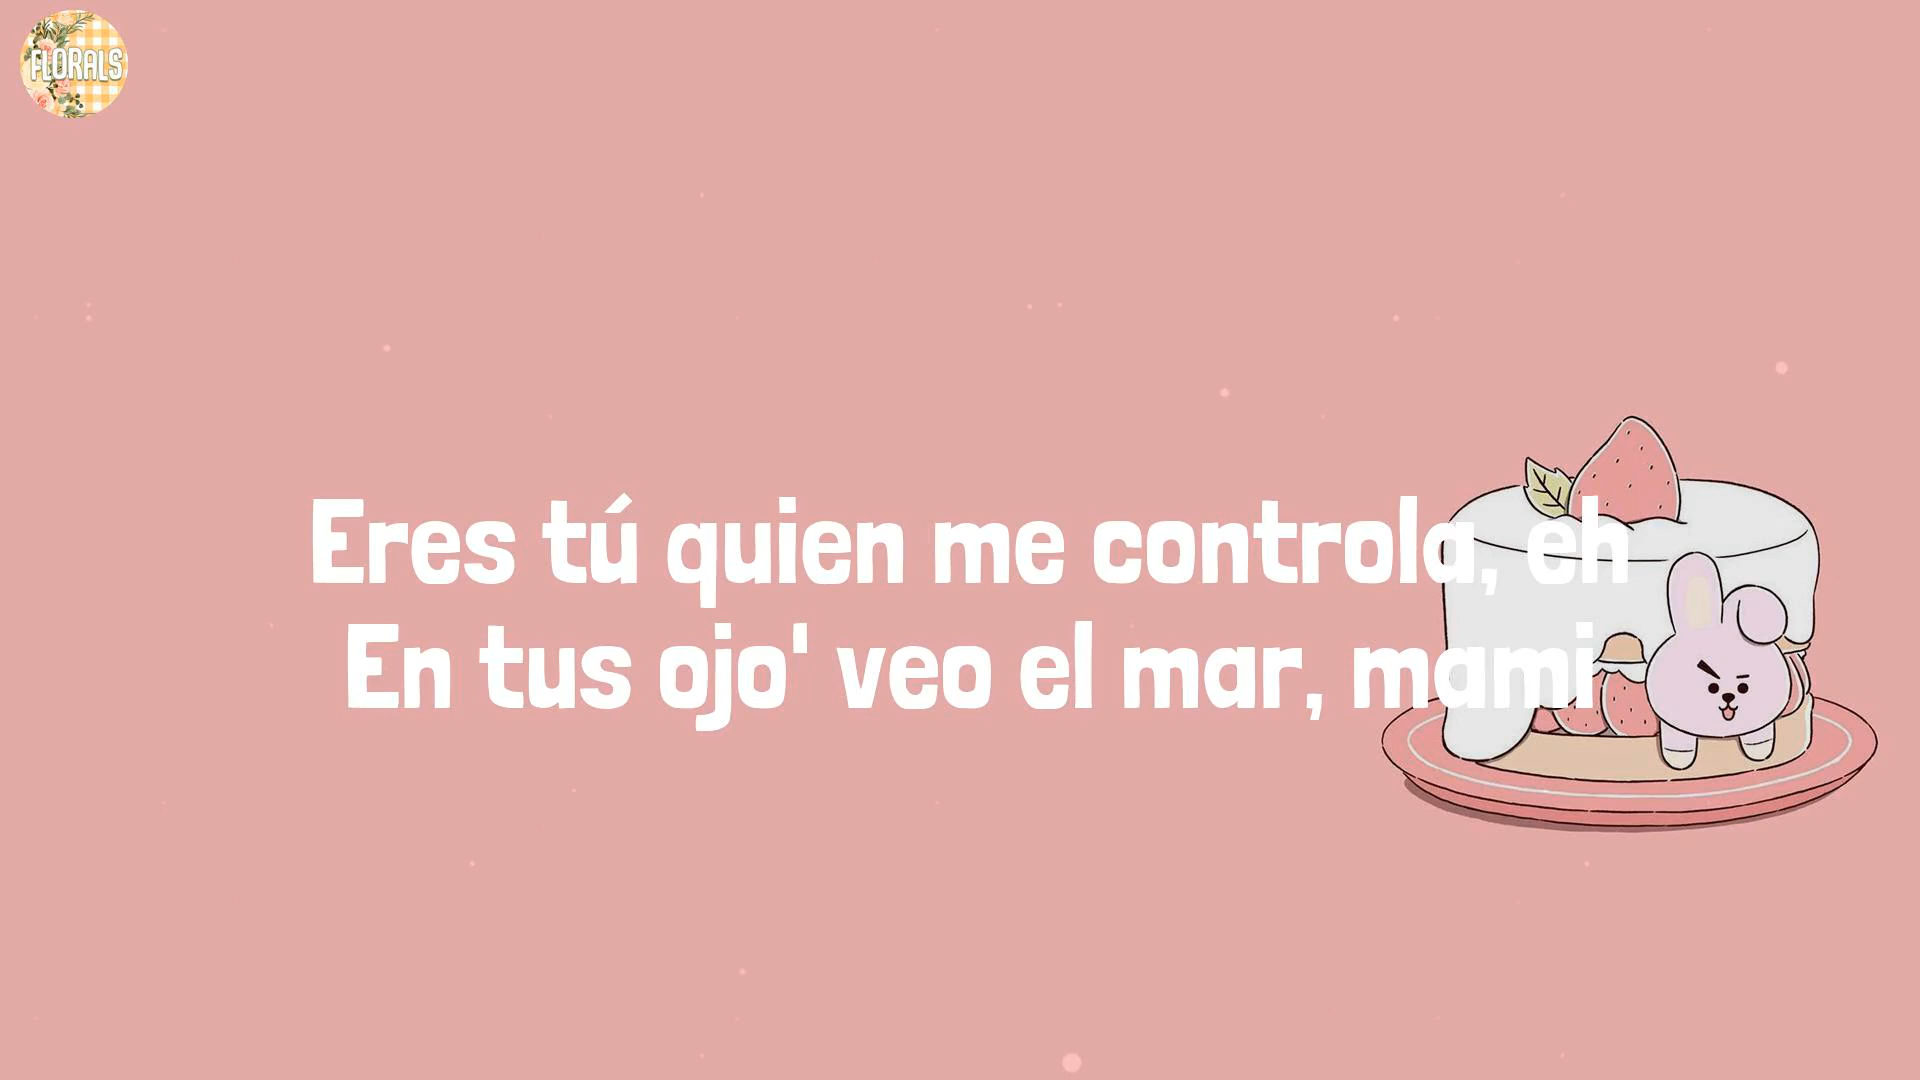 FLORALS
Eres tú quien me controla, eh
En tus ojo' veo el mar, mami